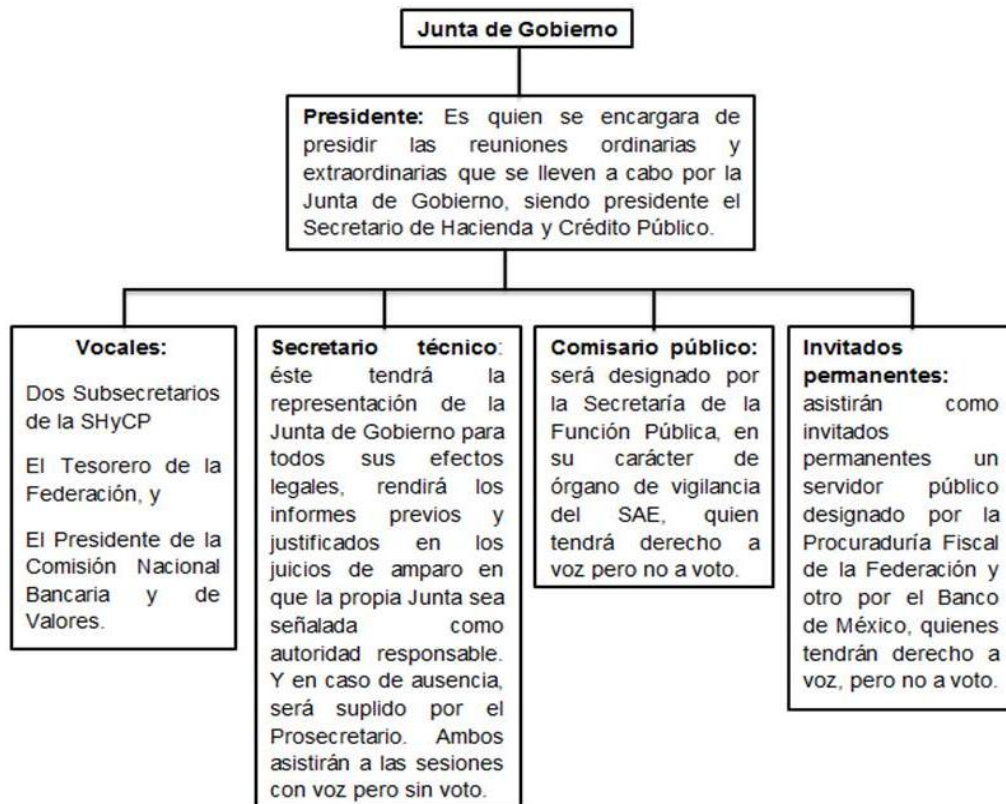 Junta de Gobierno
Presidente: Es quien se encargara de
presidir las reuniones ordinarias y
extraordinarias que se lleven a cabo por la
Junta de Gobierno, siendo presidente el
Secretario de Hacienda y Crédito Público.
Vocales:
Dos Subsecretarios
de la SHyCP
El Tesorero de la
Federación, y
El Presidente de la
Comisión Nacional
Bancaria y de
Valores.
Secretario técnico:
éste tendrá la
representación de la
Junta de Gobierno para
todos sus efectos
legales, rendirá los
informes previos y
justificados en los
juicios de amparo en
que la propia Junta sea
señalada como
autoridad responsable.
Y en caso de ausencia,
será suplido por el
Prosecretario. Ambos
asistirán a las sesiones
con voz pero sin voto.
Comisario público:
será designado por
la Secretaría de la
Función Pública, en
su carácter de
órgano de vigilancia
del SAE, quien
tendrá derecho a
voz pero no a voto.
Invitados
permanentes:
asistirán como
invitados
permanentes un
servidor público
designado por la
Procuraduría Fiscal
de la Federación y
otro por el Banco
de México, quienes
tendrán derecho a
voz, pero no a voto.